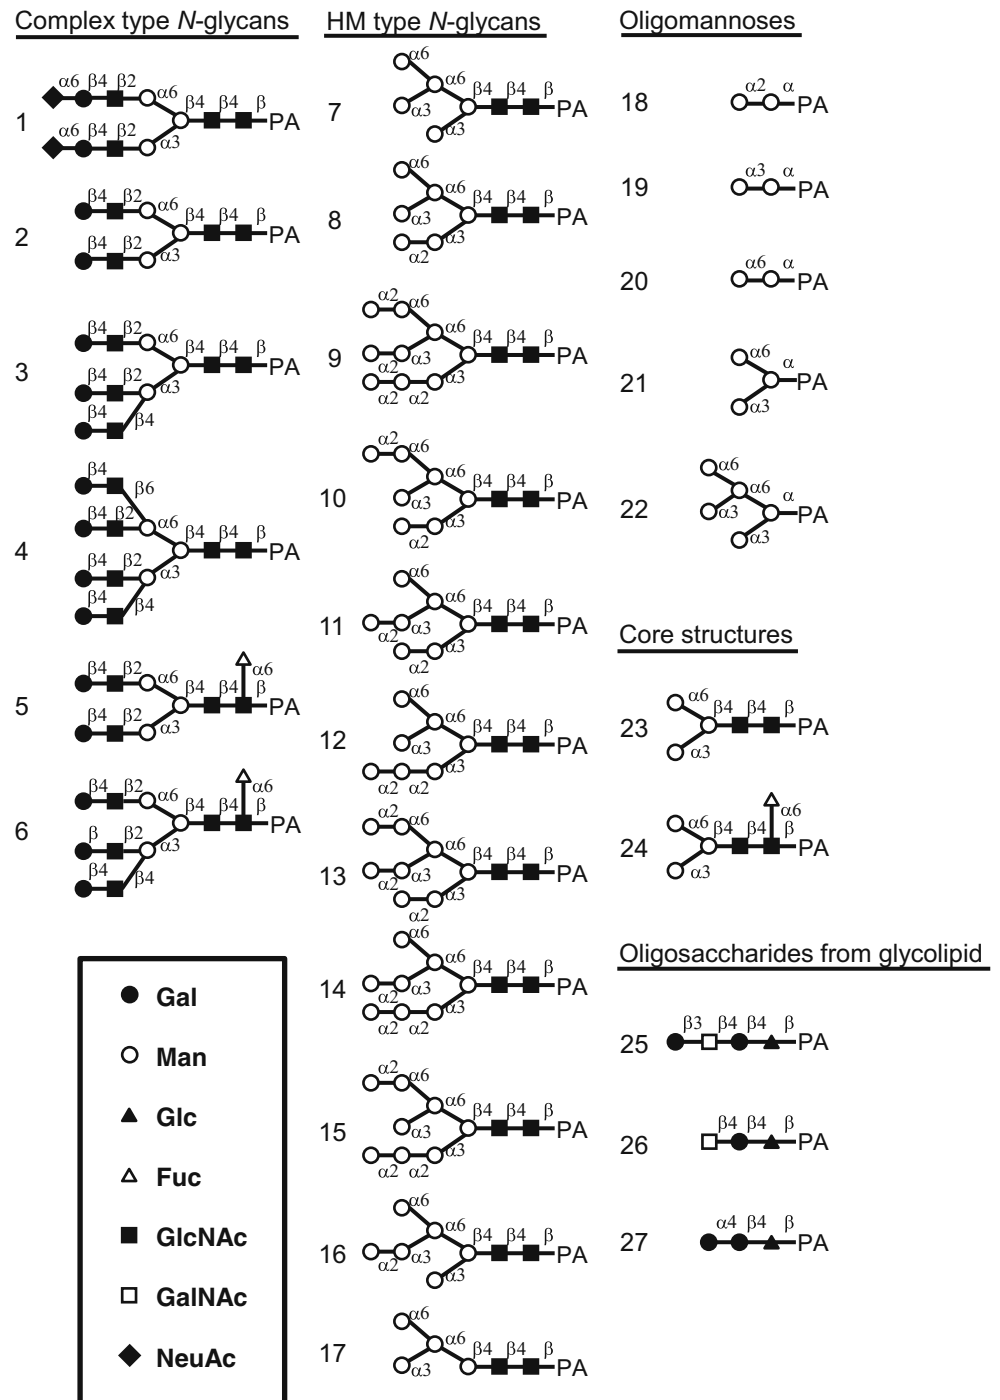 Complex type N-glycans
α6 β4 β2
α6
β4 β4 β
1
PA
α6 β4 β2
α3
β4 β2
α6
β4 β4 β
2
PA
β4 β2
α3
β4 β2
α6
β4 β4 β
3
PA
β4 β2
α3
β4
β4
β4
β6
β4 β2
α6
β4 β4 β
4
PA
β4 β2
α3
β4
β4
β4 β2
α6
α6
β4 β4 β
5
PA
β4 β2
α3
β4 β2
α6
α6
β4 β4 β
6
PA
β β2
α3
β4
β4
Gal
Man
Glc
Fuc
GlcNAc
GalNAc
NeuAc
HM type N-glycans
α6
α6
β4 β4 β
7
PA
α3
α3
α6
α6
β4 β4 β
8
PA
α3
α3
α2
α2
α6
α6
β4 β4 β
9
PA
α3
α3
α2 α2
α2
α6
α6
β4 β4 β
10
PA
α3
α3
α2
α6
α6
β4 β4 β
11
PA
α2 α3
α3
α2
α6
α6
β4 β4 β
12
PA
α3
α3
α2 α2
α2
α6
α6
β4 β4 β
13
PA
α2 α3
α3
α2
α6
α6
β4 β4 β
14
PA
α2 α3
α3
α2 α2
α2
α6
α6
β4 β4 β
15
PA
α3
α3
α2 α2
α6
α6
β4 β4 β
16
PA
α2 α3
α3
α6
α6
β4 β4 β
17
PA
α3
Oligomannoses
α2 α
18
PA
α3 α
19
PA
α6 α
20
PA
α6
α
21
PA
α3
α6
α6
α
22
PA
α3
α3
Core structures
α6
β4 β4 β
23
PA
α3
α6
α6
β4 β4 β
24
PA
α3
Oligosaccharides from glycolipid
β3 β4 β4 β
25
PA
β4 β4 β
26
PA
α4 β4 β
27
PA